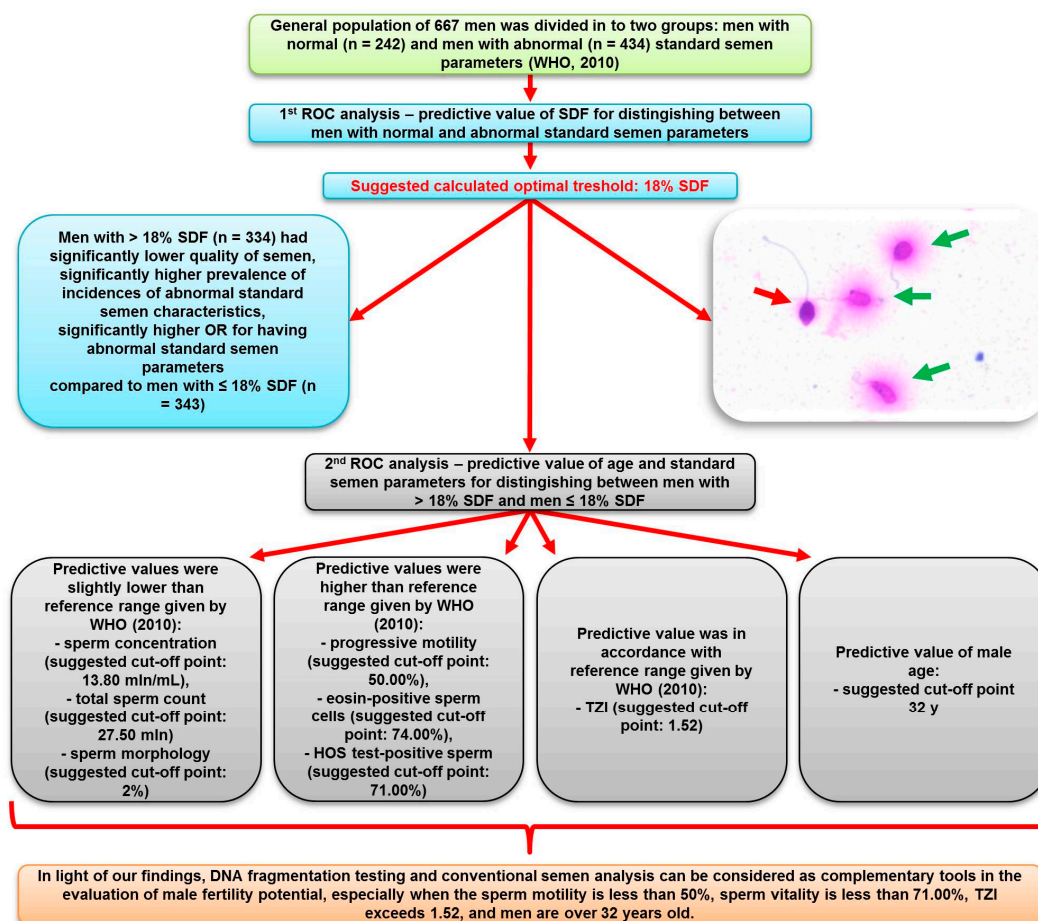 General population of 667 men was divided in to two groups: men with
normal (n = 242) and men with abnormal (n = 434) standard semen
parameters (WHO, 2010)
1st ROC analysis – predictive value of SDF for distingishing between
men with normal and abnormal standard semen parameters
Suggested calculated optimal treshold: 18% SDF
Men with > 18% SDF (n = 334) had
significantly lower quality of semen,
significantly higher prevalence of
incidences of abnormal standard
semen characteristics,
significantly higher OR for having
abnormal standard semen
parameters
compared to men with ≤ 18% SDF (n
= 343)
2nd ROC analysis – predictive value of age and standard
semen parameters for distingishing between men with
> 18% SDF and men ≤ 18% SDF
Predictive values were
slightly lower than
reference range given by
WHO (2010):
- sperm concentration
(suggested cut-off point:
13.80 mln/mL),
- total sperm count
(suggested cut-off point:
27.50 mln)
- sperm morphology
(suggested cut-off point:
2%)
Predictive values were
higher than reference
range given by WHO
(2010):
- progressive motility
(suggested cut-off point:
50.00%),
- eosin-positive sperm
cells (suggested cut-off
point: 74.00%),
- HOS test-positive sperm
(suggested cut-off point:
71.00%)
Predictive value was in
accordance with
reference range given by
WHO (2010):
- TZI (suggested cut-off
point: 1.52)
Predictive value of male
age:
- suggested cut-off point
32 y
In light of our findings, DNA fragmentation testing and conventional semen analysis can be considered as complementary tools in the
evaluation of male fertility potential, especially when the sperm motility is less than 50%, sperm vitality is less than 71.00%, TZI
exceeds 1.52, and men are over 32 years old.